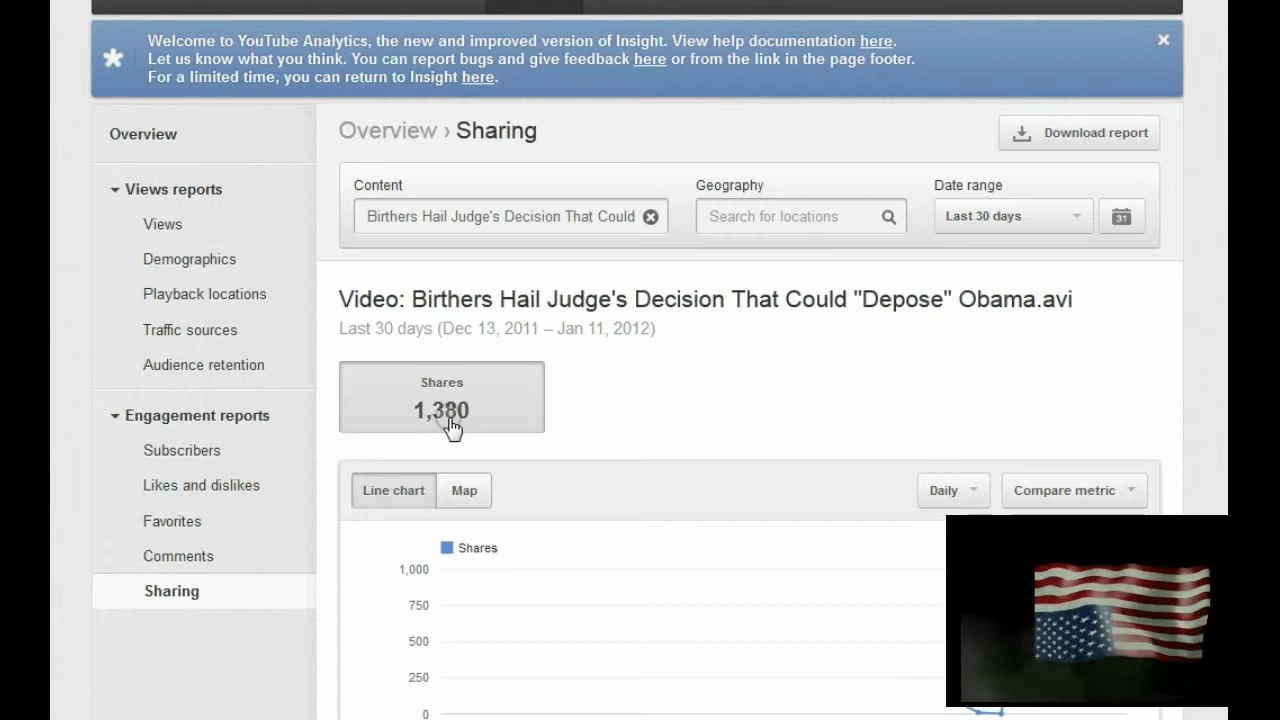 Welcome to YouTube Analytics, the new and improved version of Insight. View help documentation here.
Let us know what you think. You can report bugs and give feedback here or from the link in the page footer.
For a limited time, you can return to Insight here.
Overview
Overview › Sharing
Download report
Views reports
Views
Demographics
Playback locations
Traffic sources
Audience retention
Engagement reports
Subscribers
Likes and dislikes
Favorites
Comments
Sharing
Content
Geography
Date range
Birthers Hail Judge's Decision That Could
Search for locations
Last 30 days
31
Video: Birthers Hail Judge's Decision That Could "Depose" Obama.avi
Last 30 days (Dec 13, 2011 – Jan 11, 2012)
Shares
1,380
Line chart
Map
Daily
Compare metric
Shares
1,000
750
500
250
0